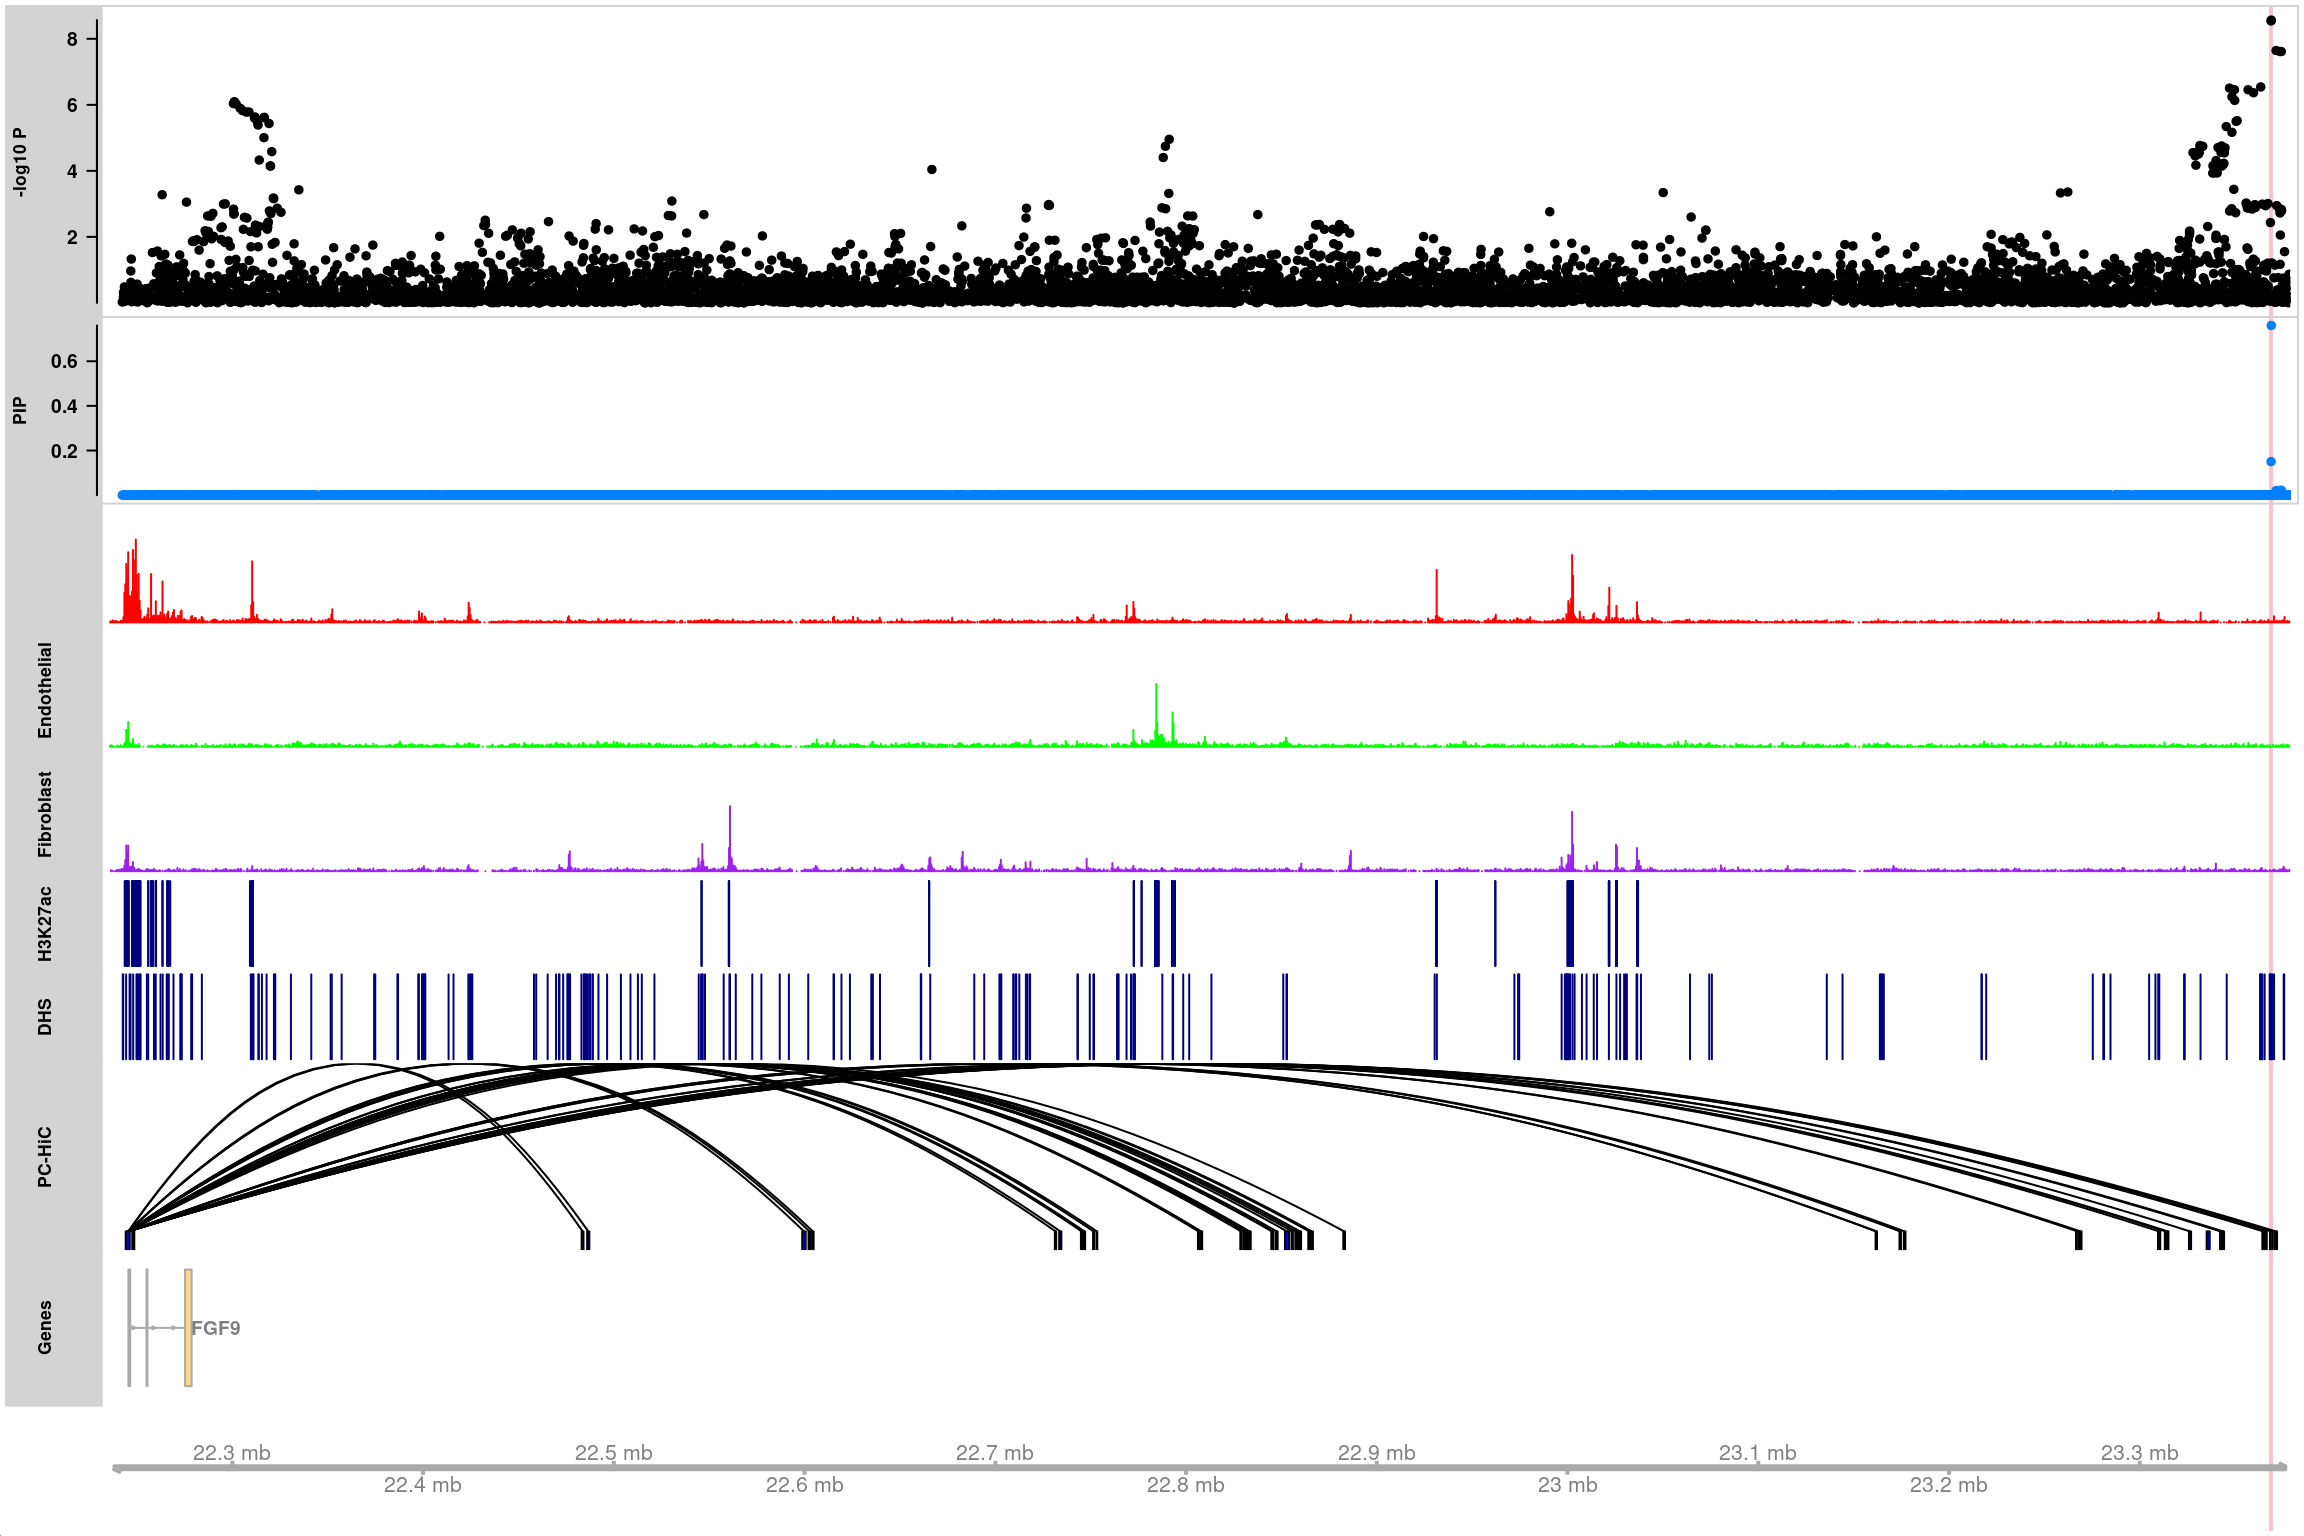 -log10 P
8
6
4
2
PIP
0.6
0.4
0.2
Endothelial
Fibroblast
H3K27ac
DHS
PC-HiC
Genes
FGF9
22.3 mb
22.5 mb
22.7 mb
22.9 mb
23.1 mb
23.3 mb
22.4 mb
22.6 mb
22.8 mb
23 mb
23.2 mb